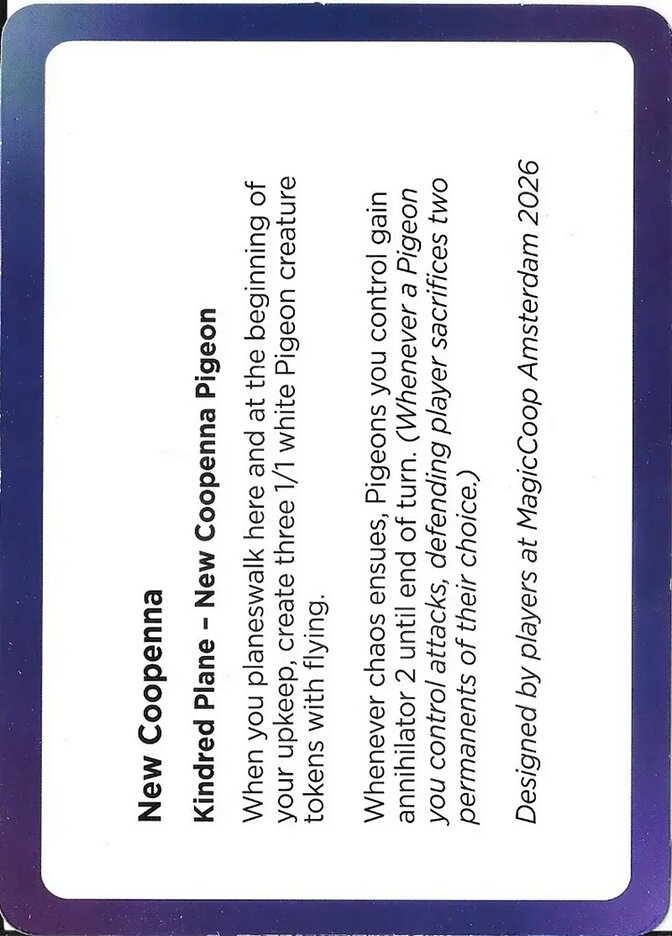 New Coopenna
Kindred Plane – New Coopenna Pigeon
When you planeswalk here and at the beginning of
your upkeep, create three 1/1 white Pigeon creature
tokens with flying.
Whenever chaos ensues, Pigeons you control gain
annihilator 2 until end of turn. (Whenever a Pigeon
you control attacks, defending player sacrifices two
permanents of their choice.)
Designed by players at MagicCoop Amsterdam 2026